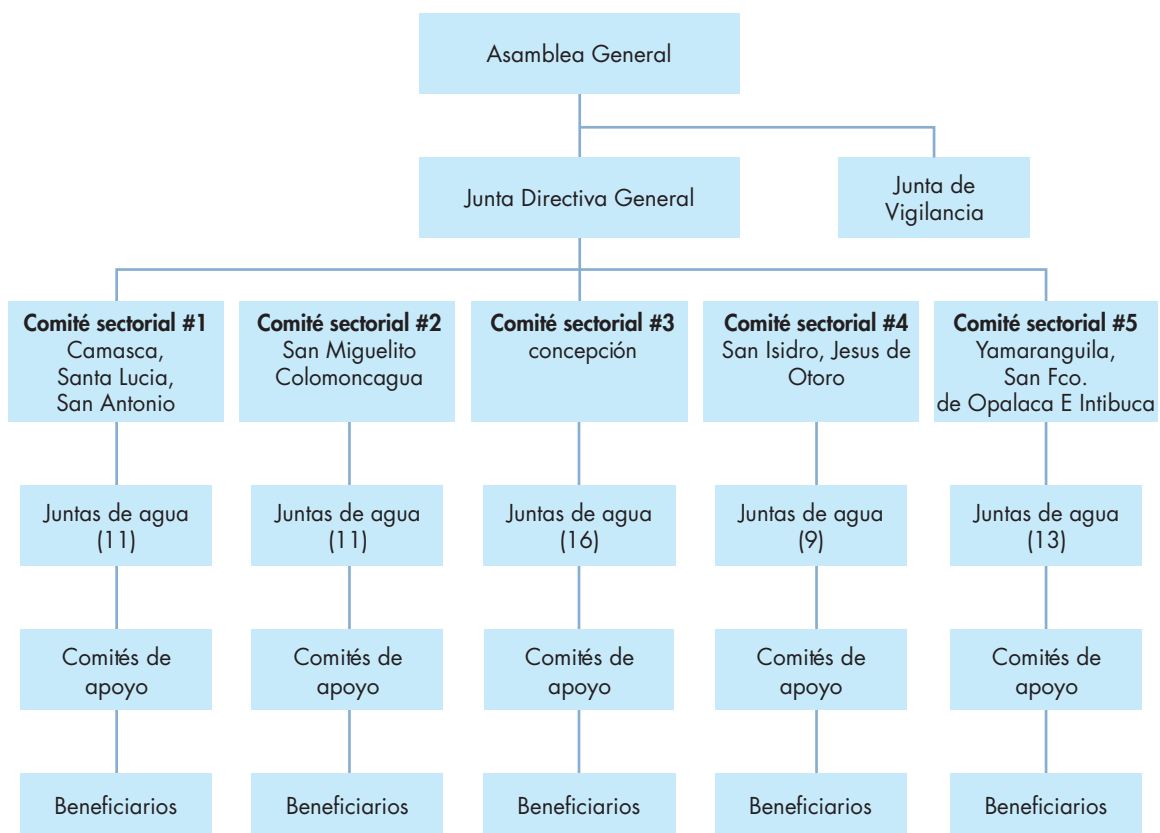 Asamblea General
Junta Directiva General
Junta de
Vigilancia
Comité sectorial #1
Camasca,
Santa Lucia,
San Antonio
Comité sectorial #2
San Miguelito
Colomoncagua
Comité sectorial #3
concepción
Comité sectorial #4
San Isidro, Jesus de
Otoro
Comité sectorial #5
Yamaranguila,
San Fco.
de Opalaca E Intibuca
Juntas de agua
(11)
Juntas de agua
(11)
Juntas de agua
(16)
Juntas de agua
(9)
Juntas de agua
(13)
Comités de
apoyo
Comités de
apoyo
Comités de
apoyo
Comités de
apoyo
Comités de
apoyo
Beneficiarios
Beneficiarios
Beneficiarios
Beneficiarios
Beneficiarios